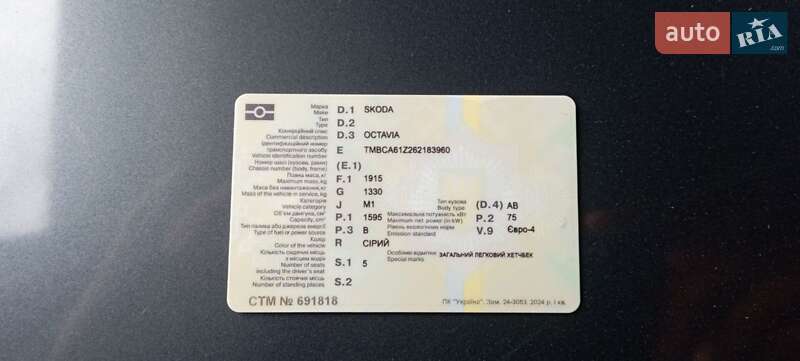 auto RIA .com
Марка D.1 SKODA
Make
Тип D.2
Type
Комерційний опис D.3 OCTAVIA
Commercial description
Ідентифікаційний номер
транспортного засобу E TMBCA61Z262183960
Vehicle identification number
Номер шасі (кузова, рами) (E.1)
Chassis number (body, frame)
Повна маса, кг F.1 1915
Maximum mass, kg
Маса без навантаження, кг G 1330
Mass of the vehicle in service, kg
Категорія J M1 Тип кузова (D.4) AB
Vehicle category Body type
Об'єм двигуна, см³ P.1 1595 Максимальна потужність кВт P.2 75
Capacity, cm³ Maximum net power (in kW)
Тип палива або джерела енергії P.3 B Рівень екологічних норм V.9 Євро-4
Type of fuel or power source Emission standard
Колір R СІРИЙ
Color of the vehicle
Кількість сидячих місць Особливі відмітки ЗАГАЛЬНИЙ ЛЕГКОВИЙ ХЕТЧБЕК
з місцем водія S.1 5 Special marks
Number of seats
including the driver's seat
Кількість стоячих місць S.2
Number of standing places
СТМ № 691818
ПК "Україна". Зам. 24-3053. 2024 р. І кв.